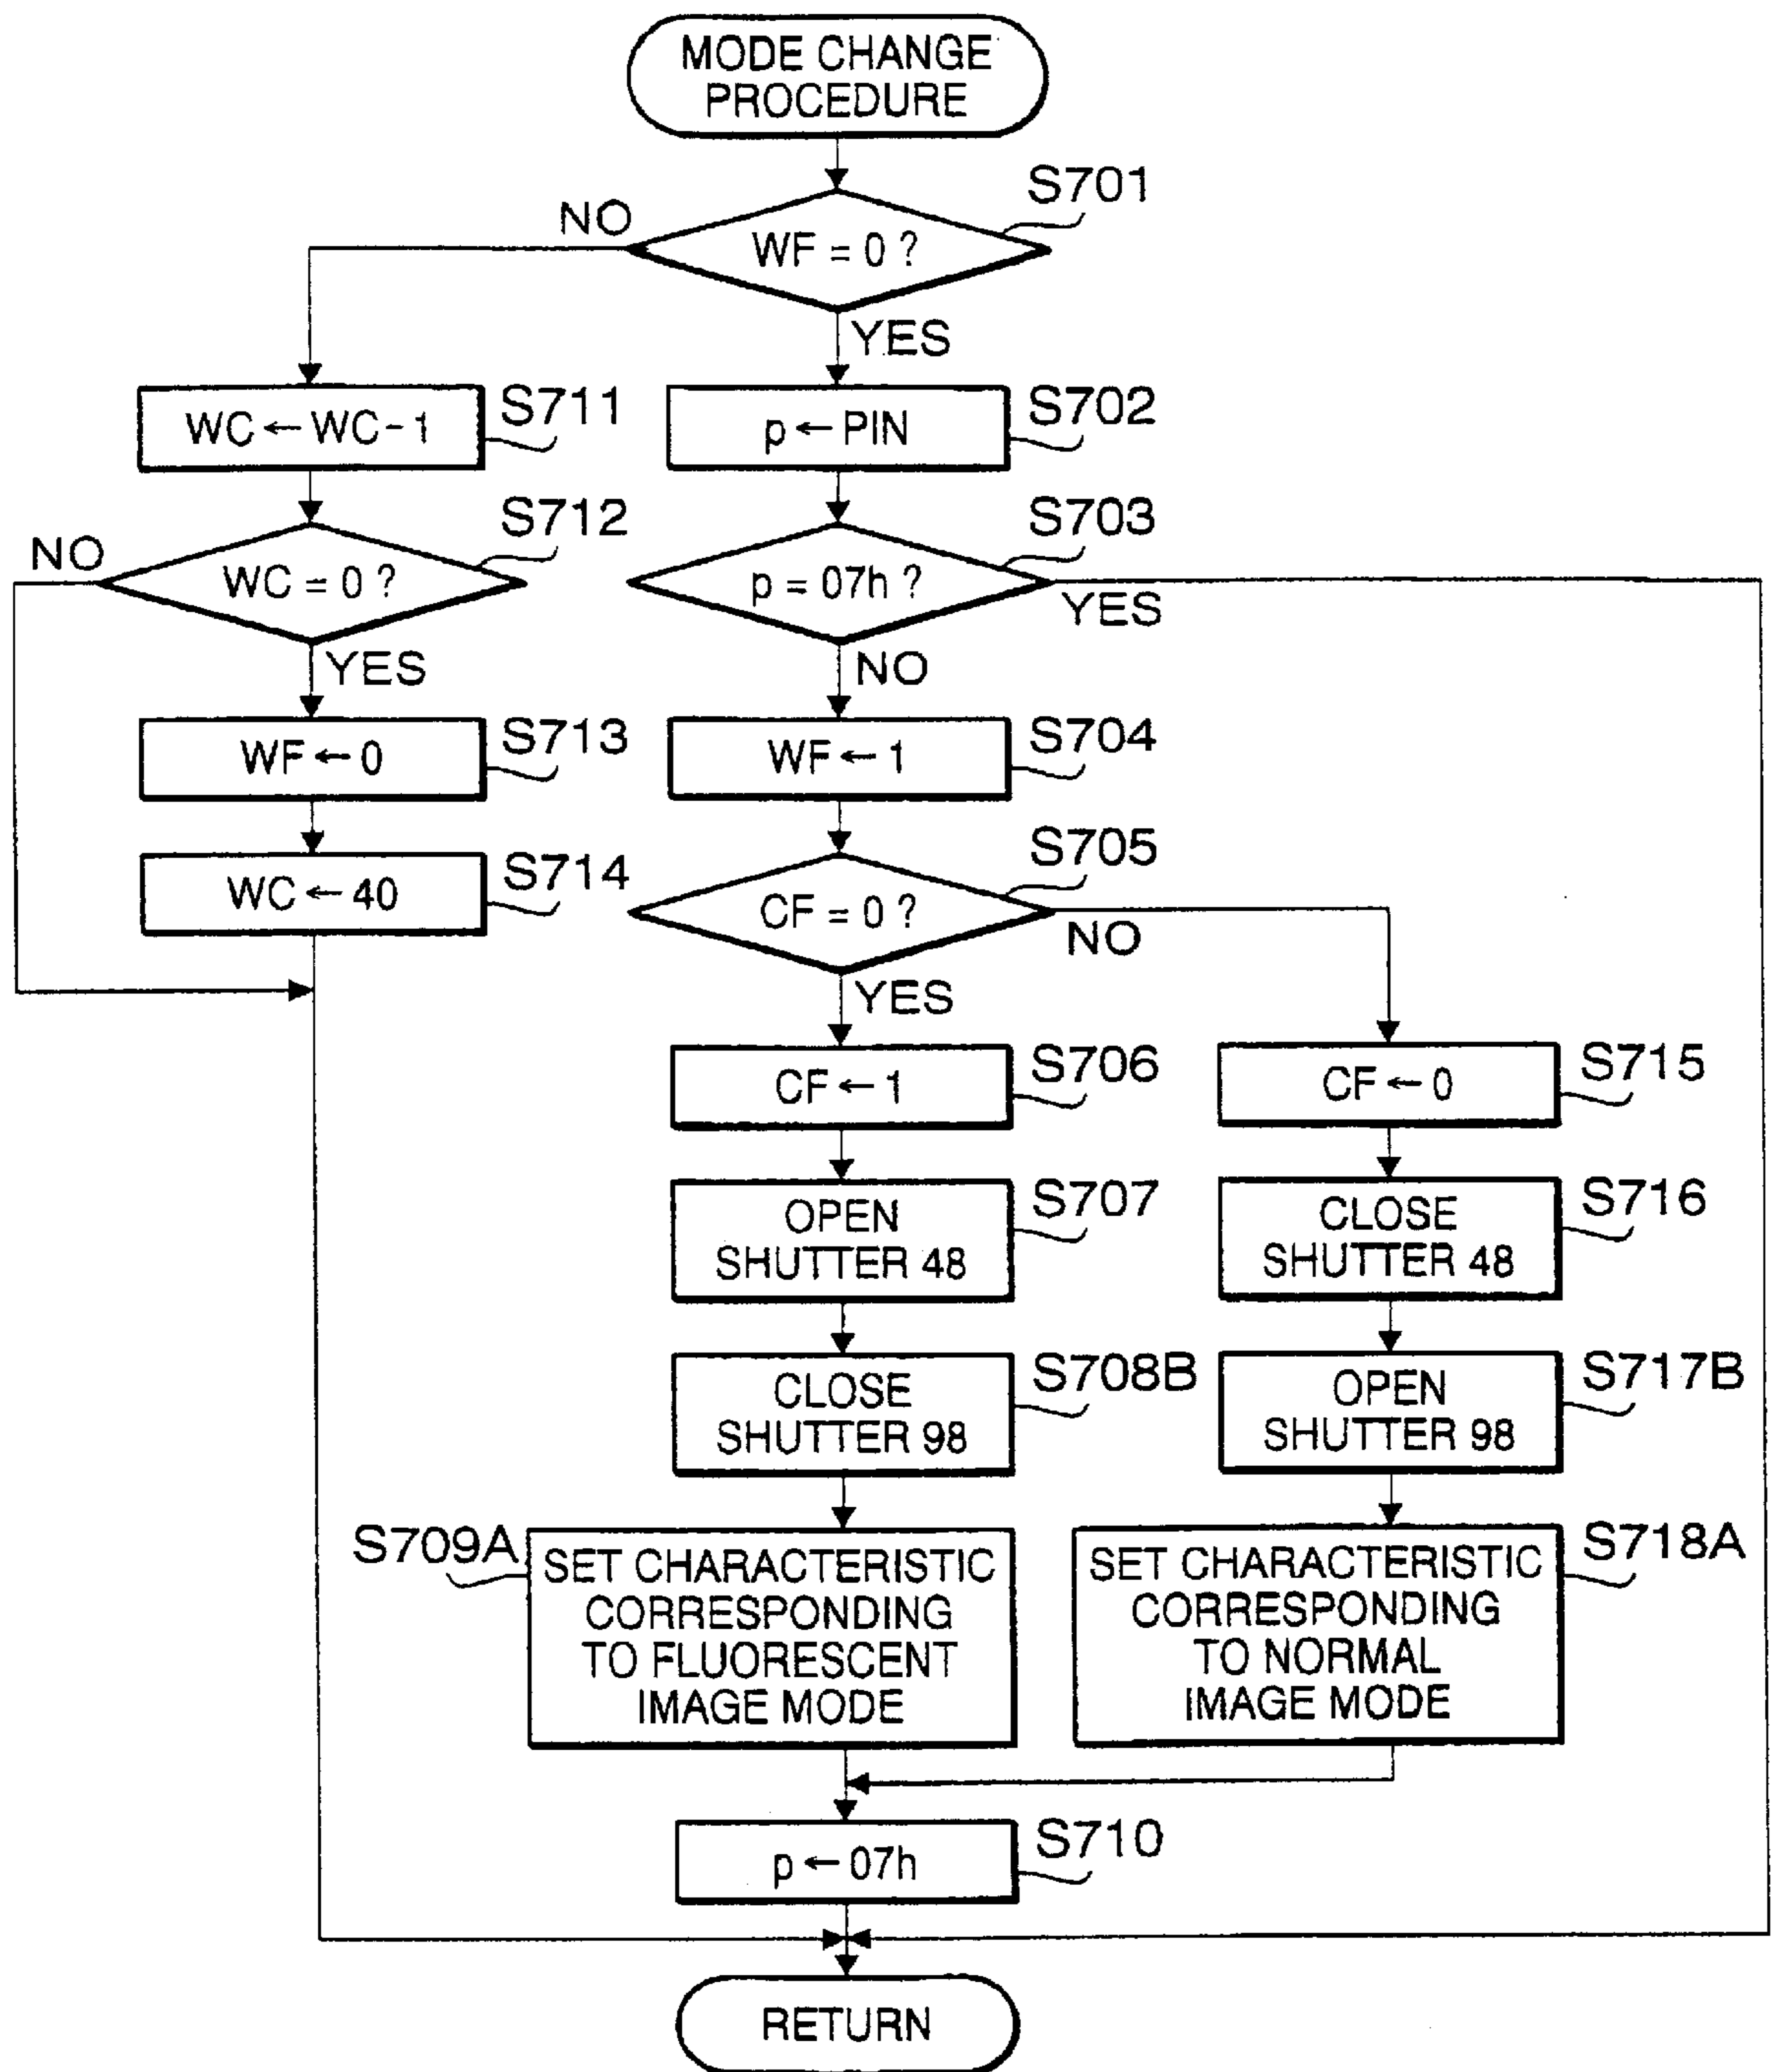 MODE CHANGE
PROCEDURE
S701
NO
WF = 0 ?
YES
S711
WC ← WC - 1
S702
p ← PIN
S712
NO
WC = 0 ?
YES
S703
p = 07h ?
YES
NO
S713
WF ← 0
S704
WF ← 1
S714
WC ← 40
S705
CF = 0 ?
NO
YES
S706
CF ← 1
S715
CF ← 0
S707
OPEN
SHUTTER 48
S716
CLOSE
SHUTTER 48
S708B
CLOSE
SHUTTER 98
S717B
OPEN
SHUTTER 98
S709A
SET CHARACTERISTIC
CORRESPONDING
TO FLUORESCENT
IMAGE MODE
S718A
SET CHARACTERISTIC
CORRESPONDING
TO NORMAL
IMAGE MODE
S710
p ← 07h
RETURN